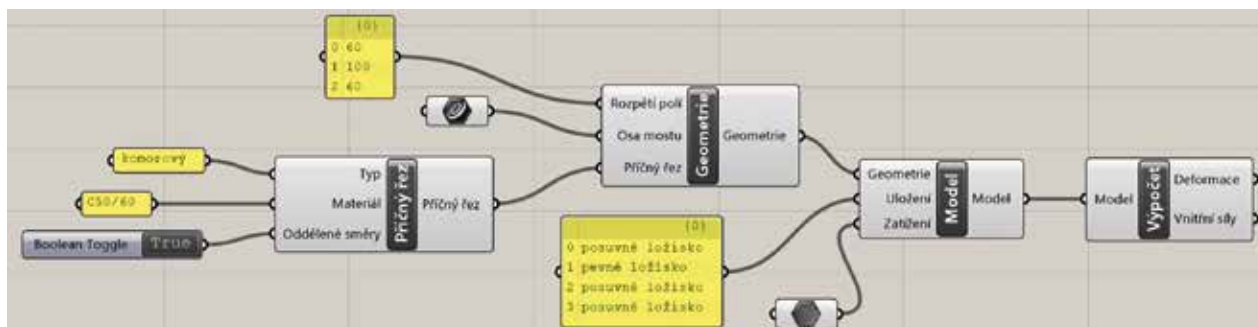 {0}
0 60
1 100
2 60
Rozpětí polí
Osa mostu
Příčný řez
Geometrie
Geometrie
komorový
C50/60
Boolean Toggle True
Typ
Materiál
Oddělené směry
Příčný řez
Příčný řez
{0}
0 posuvné ložisko
1 pevné ložisko
2 posuvné ložisko
3 posuvné ložisko
Geometrie
Uložení
Zatížení
Model
Model
Model
Výpočet
Deformace
Vnitřní síly